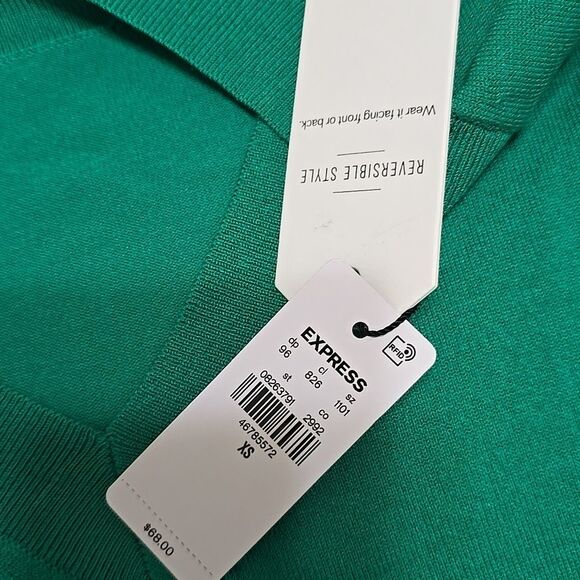 REVERSIBLE STYLE
Wear it facing front or back.
EXPRESS
RFID
dp cl sz
96 826 1101
st co
08263791 2992
46785572
XS
$68.00